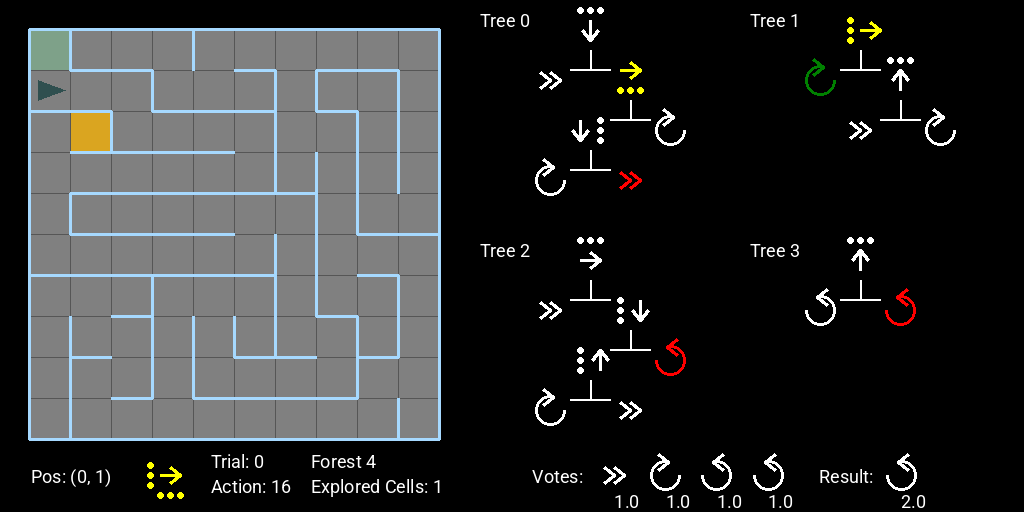 Tree 0
Tree 1
Tree 2
Tree 3
Pos: (0, 1)
Trial: 0
Forest 4
Action: 16
Explored Cells: 1
Votes:
1.0
1.0
1.0
1.0
Result:
2.0